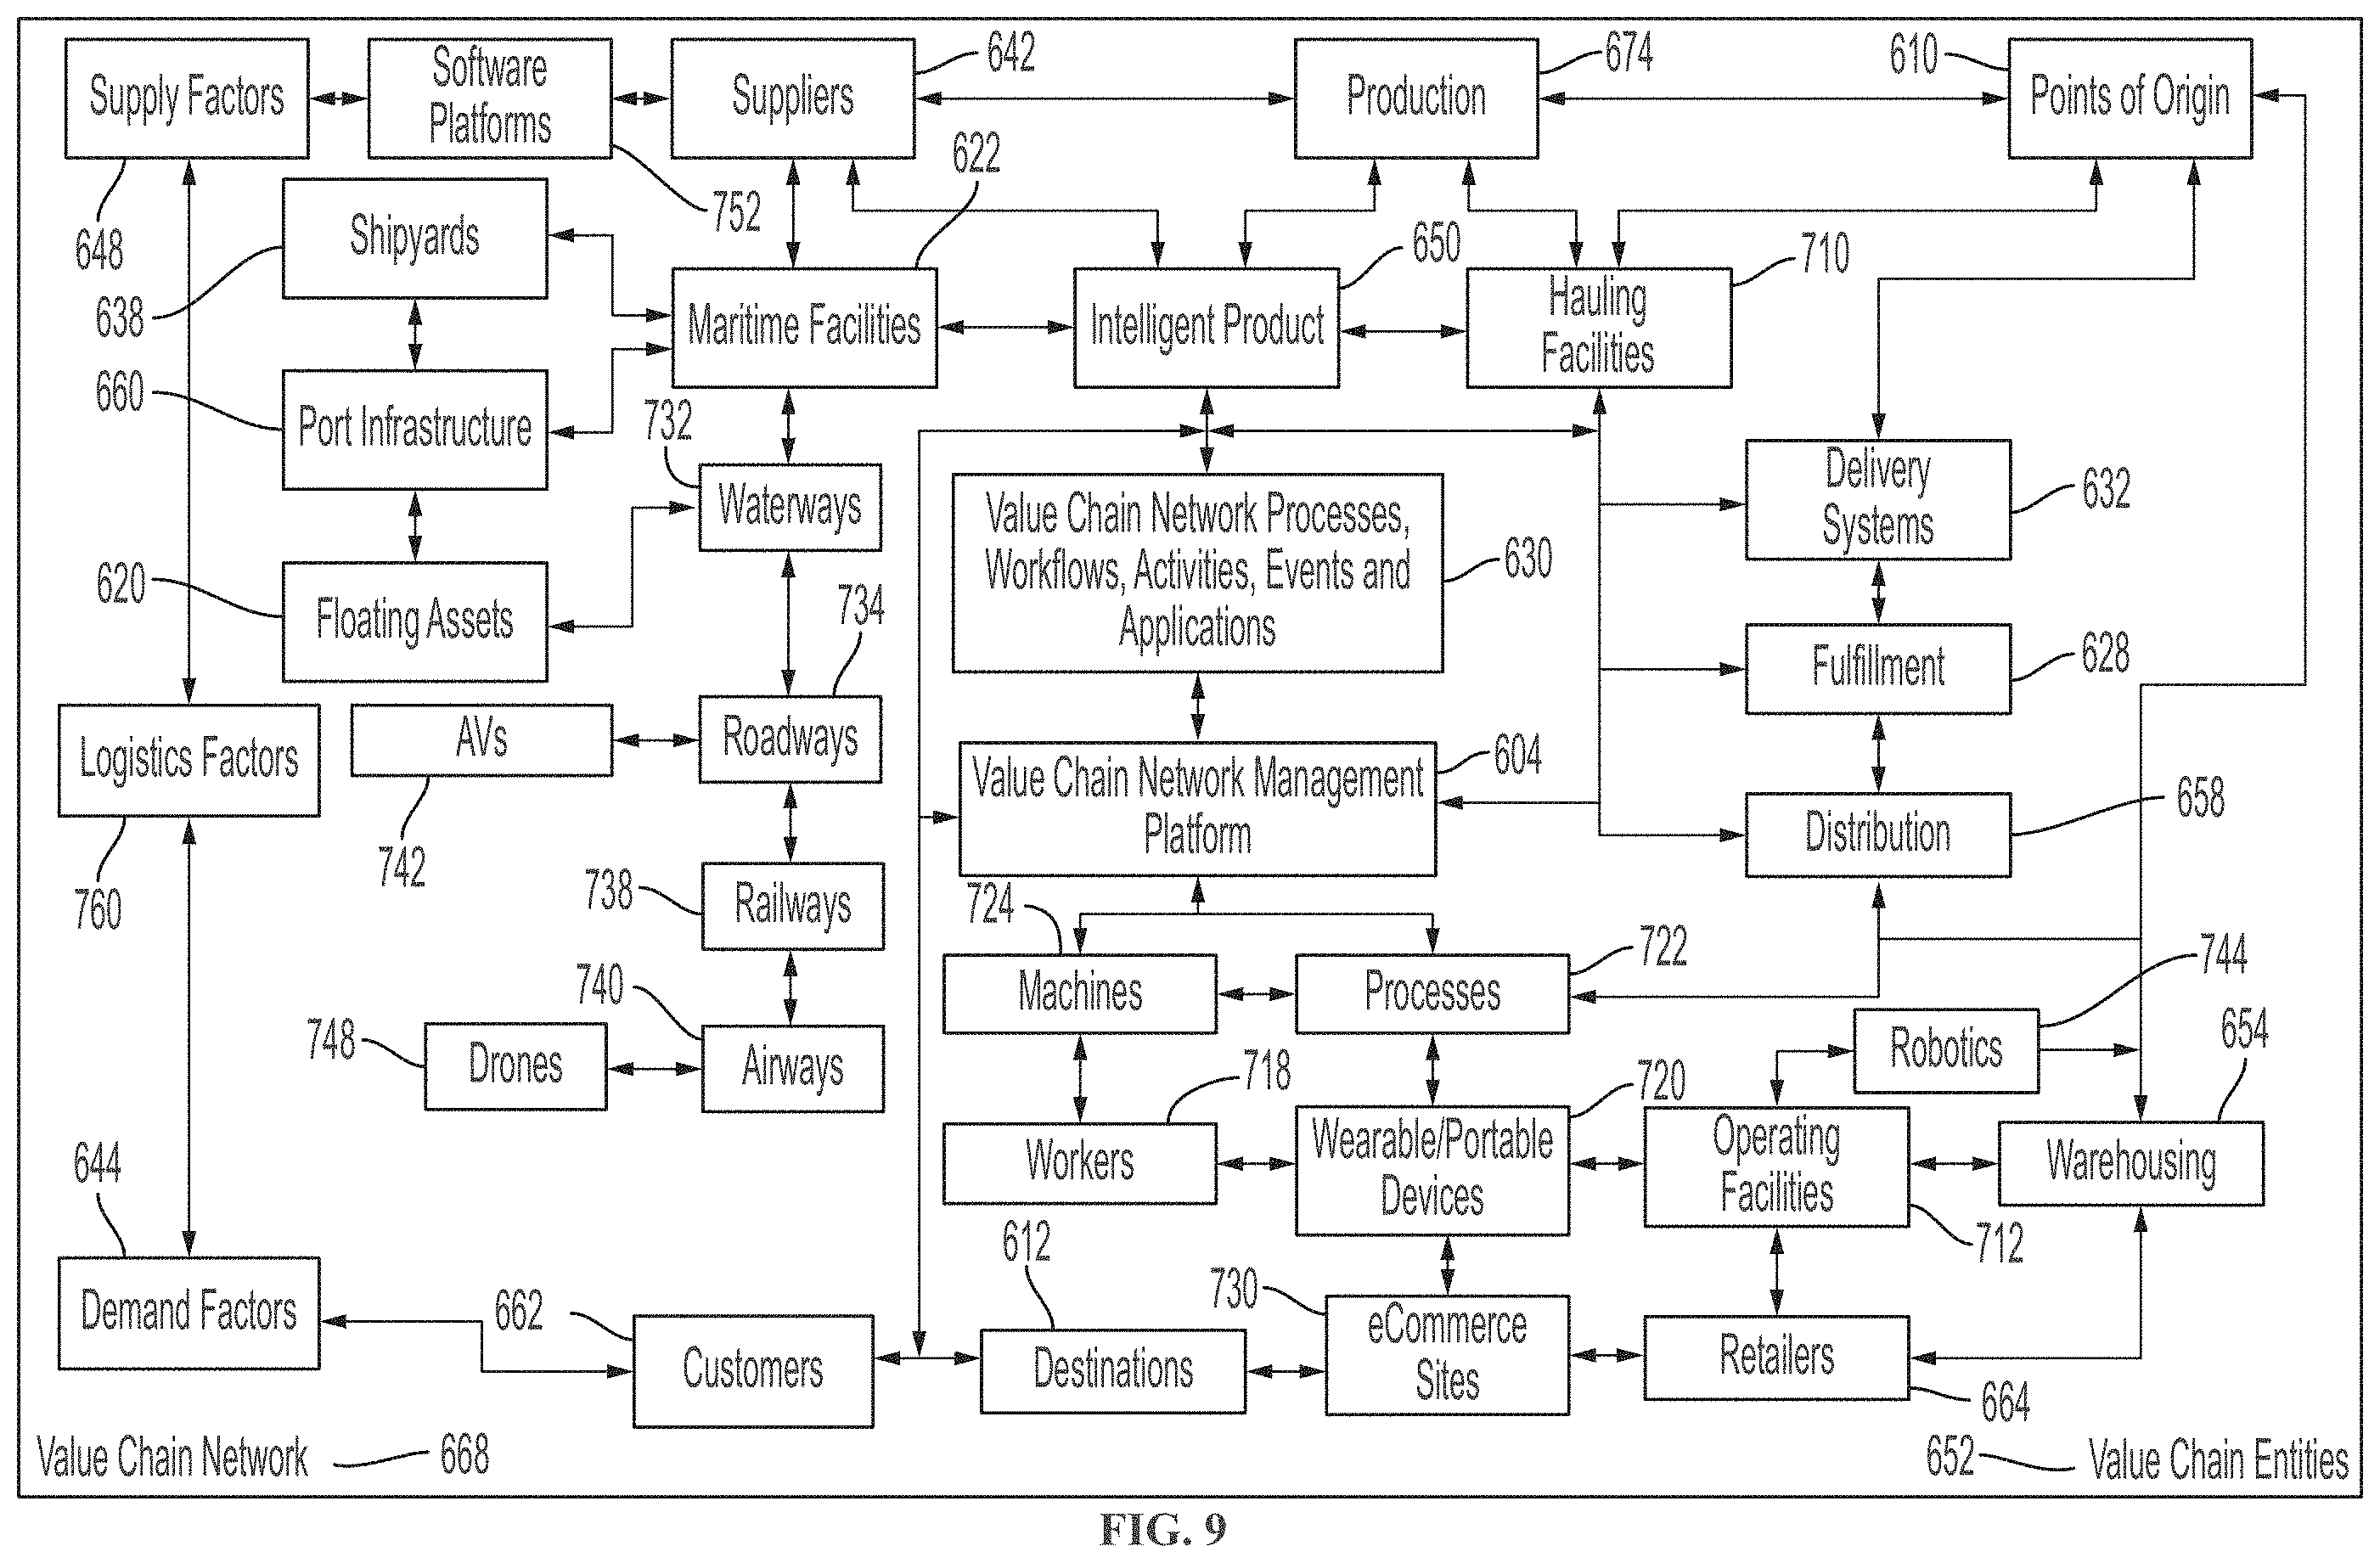 Supply Factors
648
Software
Platforms
752
Suppliers
642
Production
674
Points of Origin
610
Shipyards
638
Maritime Facilities
622
Intelligent Product
650
Hauling
Facilities
710
Port Infrastructure
660
Waterways
732
Floating Assets
620
Value Chain Network Processes,
Workflows, Activities, Events and
Applications
630
Delivery
Systems
632
Fulfillment
628
Logistics Factors
760
AVs
742
Roadways
734
Value Chain Network Management
Platform
604
Distribution
658
Railways
738
Machines
724
Processes
722
Robotics
744
Drones
748
Airways
740
Workers
718
Wearable/Portable
Devices
720
Operating
Facilities
712
Warehousing
654
Demand Factors
644
Customers
662
Destinations
612
eCommerce
Sites
730
Retailers
664
Value Chain Network
668
652
Value Chain Entities
FIG. 9